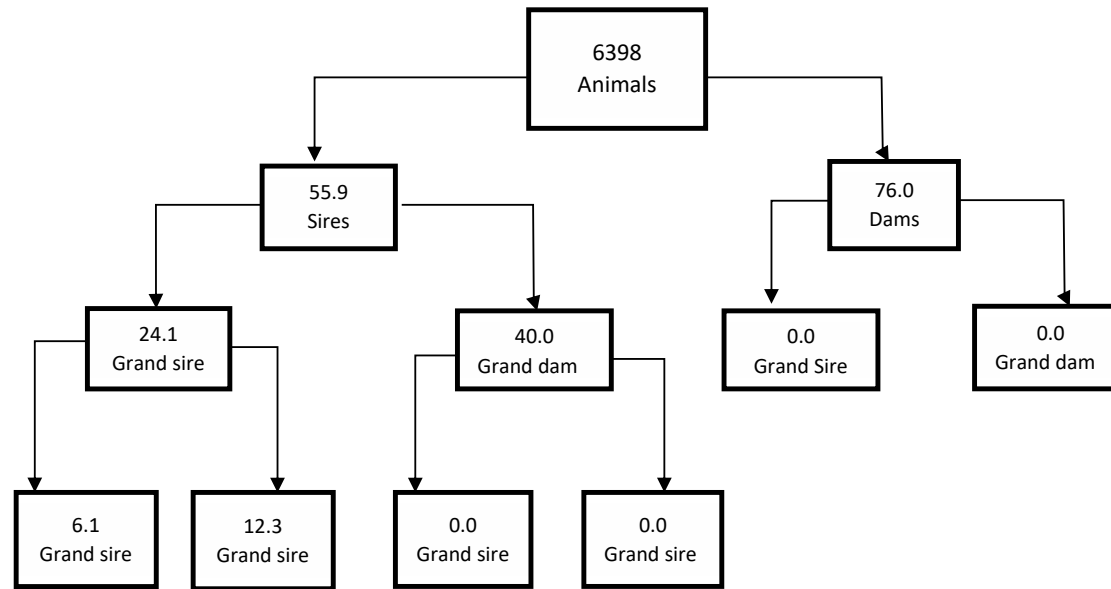 6398
Animals
55.9
Sires
76.0
Dams
24.1
Grand sire
40.0
Grand dam
0.0
Grand Sire
0.0
Grand dam
6.1
Grand sire
12.3
Grand sire
0.0
Grand sire
0.0
Grand sire